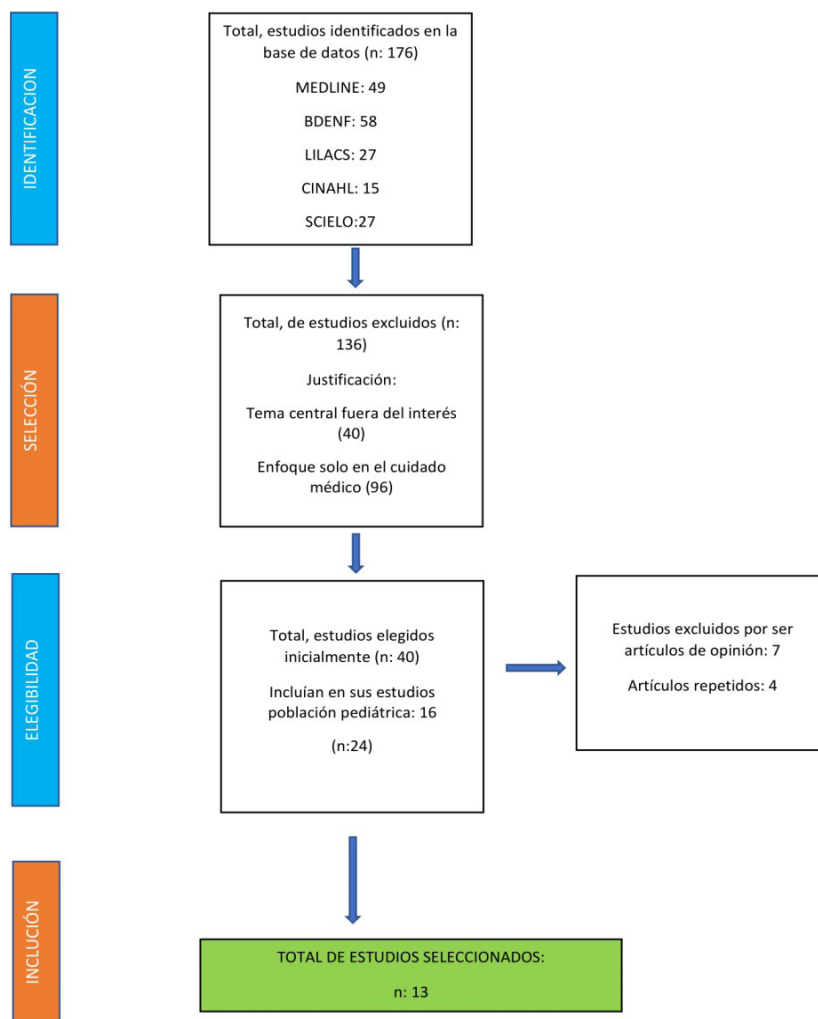 IDENTIFICACION
Total, estudios identificados en la
base de datos (n: 176)
MEDLINE: 49
BDENF: 58
LILACS: 27
CINAHL: 15
SCIELO:27
SELECCIÓN
Total, de estudios excluidos (n:
136)
Justificación:
Tema central fuera del interés
(40)
Enfoque solo en el cuidado
médico (96)
ELEGIBILIDAD
Total, estudios elegidos
inicialmente (n: 40)
Incluían en sus estudios
población pediátrica: 16
(n:24)
Estudios excluidos por ser
artículos de opinión: 7
Artículos repetidos: 4
INCLUCIÓN
TOTAL DE ESTUDIOS SELECCIONADOS:
n: 13